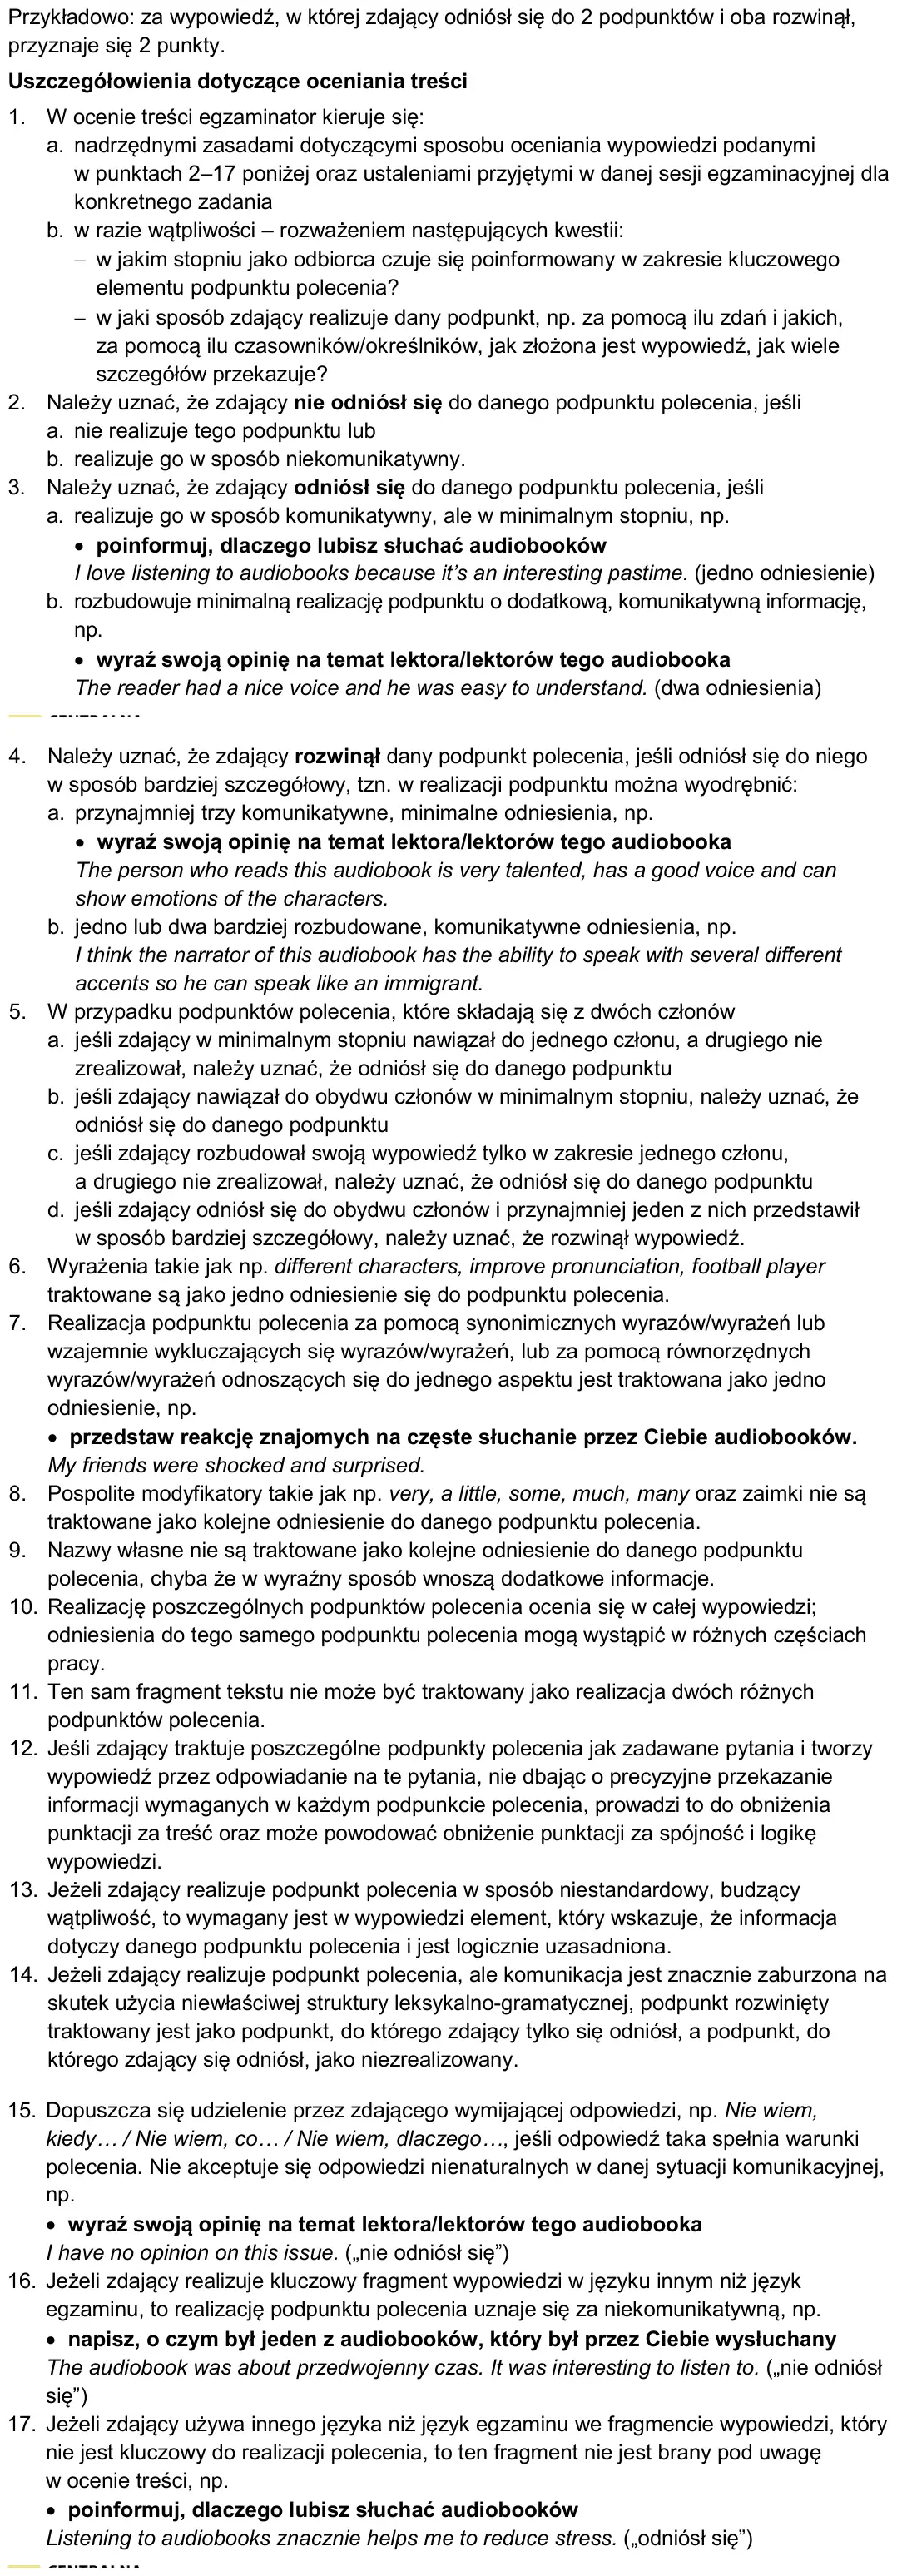 Przykładowo: za wypowiedź, w której zdający odniósł się do 2 podpunktów i oba rozwinął,
przyznaje się 2 punkty.
Uszczegółowienia dotyczące oceniania treści
1. W ocenie treści egzaminator kieruje się:
a. nadrzędnymi zasadami dotyczącymi sposobu oceniania wypowiedzi podanymi
w punktach 2–17 poniżej oraz ustaleniami przyjętymi w danej sesji egzaminacyjnej dla
konkretnego zadania
b. w razie wątpliwości – rozważeniem następujących kwestii:
– w jakim stopniu jako odbiorca czuje się poinformowany w zakresie kluczowego
elementu podpunktu polecenia?
– w jaki sposób zdający realizuje dany podpunkt, np. za pomocą ilu zdań i jakich,
za pomocą ilu czasowników/określników, jak złożona jest wypowiedź, jak wiele
szczegółów przekazuje?
2. Należy uznać, że zdający nie odniósł się do danego podpunktu polecenia, jeśli
a. nie realizuje tego podpunktu lub
b. realizuje go w sposób niekomunikatywny.
3. Należy uznać, że zdający odniósł się do danego podpunktu polecenia, jeśli
a. realizuje go w sposób komunikatywny, ale w minimalnym stopniu, np.
• poinformuj, dlaczego lubisz słuchać audiobooków
I love listening to audiobooks because it's an interesting pastime. (jedno odniesienie)
b. rozbudowuje minimalną realizację podpunktu o dodatkową, komunikatywną informację,
np.
• wyraź swoją opinię na temat lektora/lektorów tego audiobooka
The reader had a nice voice and he was easy to understand. (dwa odniesienia)
4. Należy uznać, że zdający rozwinął dany podpunkt polecenia, jeśli odniósł się do niego
w sposób bardziej szczegółowy, tzn. w realizacji podpunktu można wyodrębnić:
a. przynajmniej trzy komunikatywne, minimalne odniesienia, np.
• wyraź swoją opinię na temat lektora/lektorów tego audiobooka
The person who reads this audiobook is very talented, has a good voice and can
show emotions of the characters.
b. jedno lub dwa bardziej rozbudowane, komunikatywne odniesienia, np.
I think the narrator of this audiobook has the ability to speak with several different
accents so he can speak like an immigrant.
5. W przypadku podpunktów polecenia, które składają się z dwóch członów
a. jeśli zdający w minimalnym stopniu nawiązał do jednego członu, a drugiego nie
zrealizował, należy uznać, że odniósł się do danego podpunktu
b. jeśli zdający nawiązał do obydwu członów w minimalnym stopniu, należy uznać, że
odniósł się do danego podpunktu
c. jeśli zdający rozbudował swoją wypowiedź tylko w zakresie jednego członu,
a drugiego nie zrealizował, należy uznać, że odniósł się do danego podpunktu
d. jeśli zdający odniósł się do obydwu członów i przynajmniej jeden z nich przedstawił
w sposób bardziej szczegółowy, należy uznać, że rozwinął wypowiedź.
6. Wyrażenia takie jak np. different characters, improve pronunciation, football player
traktowane są jako jedno odniesienie się do podpunktu polecenia.
7. Realizacja podpunktu polecenia za pomocą synonimicznych wyrazów/wyrażeń lub
wzajemnie wykluczających się wyrazów/wyrażeń, lub za pomocą równorzędnych
wyrazów/wyrażeń odnoszących się do jednego aspektu jest traktowana jako jedno
odniesienie, np.
• przedstaw reakcję znajomych na częste słuchanie przez Ciebie audiobooków.
My friends were shocked and surprised.
8. Pospolite modyfikatory takie jak np. very, a little, some, much, many oraz zaimki nie są
traktowane jako kolejne odniesienie do danego podpunktu polecenia.
9. Nazwy własne nie są traktowane jako kolejne odniesienie do danego podpunktu
polecenia, chyba że w wyraźny sposób wnoszą dodatkowe informacje.
10. Realizację poszczególnych podpunktów polecenia ocenia się w całej wypowiedzi;
odniesienia do tego samego podpunktu polecenia mogą wystąpić w różnych częściach
pracy.
11. Ten sam fragment tekstu nie może być traktowany jako realizacja dwóch różnych
podpunktów polecenia.
12. Jeśli zdający traktuje poszczególne podpunkty polecenia jak zadawane pytania i tworzy
wypowiedź przez odpowiadanie na te pytania, nie dbając o precyzyjne przekazanie
informacji wymaganych w każdym podpunkcie polecenia, prowadzi to do obniżenia
punktacji za treść oraz może powodować obniżenie punktacji za spójność i logikę
wypowiedzi.
13. Jeżeli zdający realizuje podpunkt polecenia w sposób niestandardowy, budzący
wątpliwość, to wymagany jest w wypowiedzi element, który wskazuje, że informacja
dotyczy danego podpunktu polecenia i jest logicznie uzasadniona.
14. Jeżeli zdający realizuje podpunkt polecenia, ale komunikacja jest znacznie zaburzona na
skutek użycia niewłaściwej struktury leksykalno-gramatycznej, podpunkt rozwinięty
traktowany jest jako podpunkt, do którego zdający tylko się odniósł, a podpunkt, do
którego zdający się odniósł, jako niezrealizowany.
15. Dopuszcza się udzielenie przez zdającego wymijającej odpowiedzi, np. Nie wiem,
kiedy… / Nie wiem, co… / Nie wiem, dlaczego…, jeśli odpowiedź taka spełnia warunki
polecenia. Nie akceptuje się odpowiedzi nienaturalnych w danej sytuacji komunikacyjnej,
np.
• wyraź swoją opinię na temat lektora/lektorów tego audiobooka
I have no opinion on this issue. („nie odniósł się”)
16. Jeżeli zdający realizuje kluczowy fragment wypowiedzi w języku innym niż język
egzaminu, to realizację podpunktu polecenia uznaje się za niekomunikatywną, np.
• napisz, o czym był jeden z audiobooków, który był przez Ciebie wysłuchany
The audiobook was about przedwojenny czas. It was interesting to listen to. („nie odniósł
się”)
17. Jeżeli zdający używa innego języka niż język egzaminu we fragmencie wypowiedzi, który
nie jest kluczowy do realizacji polecenia, to ten fragment nie jest brany pod uwagę
w ocenie treści, np.
• poinformuj, dlaczego lubisz słuchać audiobooków
Listening to audiobooks znacznie helps me to reduce stress. („odniósł się”)